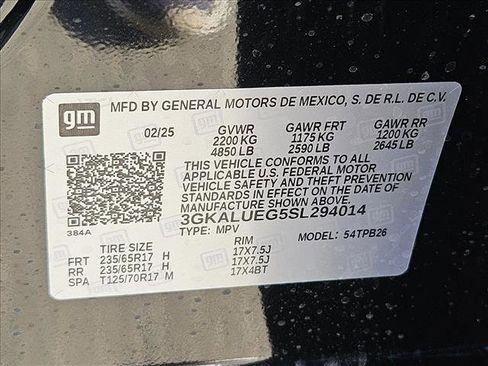 gm
MFD BY GENERAL MOTORS DE MEXICO, S. DE R.L. DE C.V.
02/25 GVWR GAWR FRT GAWR RR
2200 KG 1175 KG 1200 KG
4850 LB 2590 LB 2645 LB
THIS VEHICLE CONFORMS TO ALL
APPLICABLE U.S. FEDERAL MOTOR
VEHICLE SAFETY AND THEFT PREVENTION
STANDARDS IN EFFECT ON THE DATE OF
MANUFACTURE SHOWN ABOVE.
384A
3GKALUEG5SL294014
TYPE: MPV MODEL: 54TPB26
TIRE SIZE RIM
FRT 235/65R17 H 17X7.5J
RR 235/65R17 H 17X7.5J
SPA T125/70R17 M 17X4BT